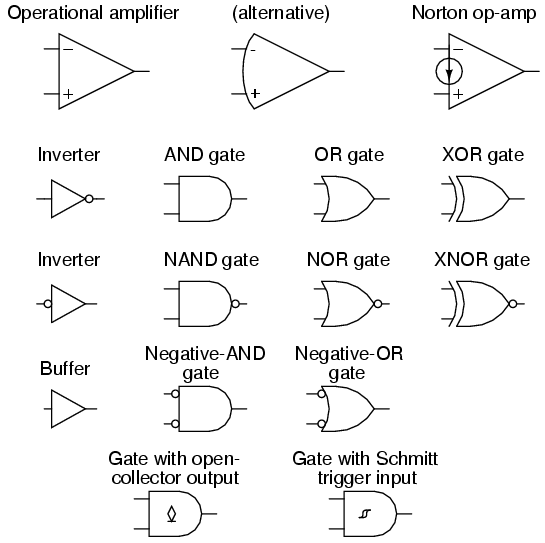 Operational amplifier (alternative) Norton op-amp
- - -
+ + +
Inverter AND gate OR gate XOR gate
Inverter NAND gate NOR gate XNOR gate
Buffer
Negative-AND
gate
Negative-OR
gate
Gate with open-
collector output
Gate with Schmitt
trigger input